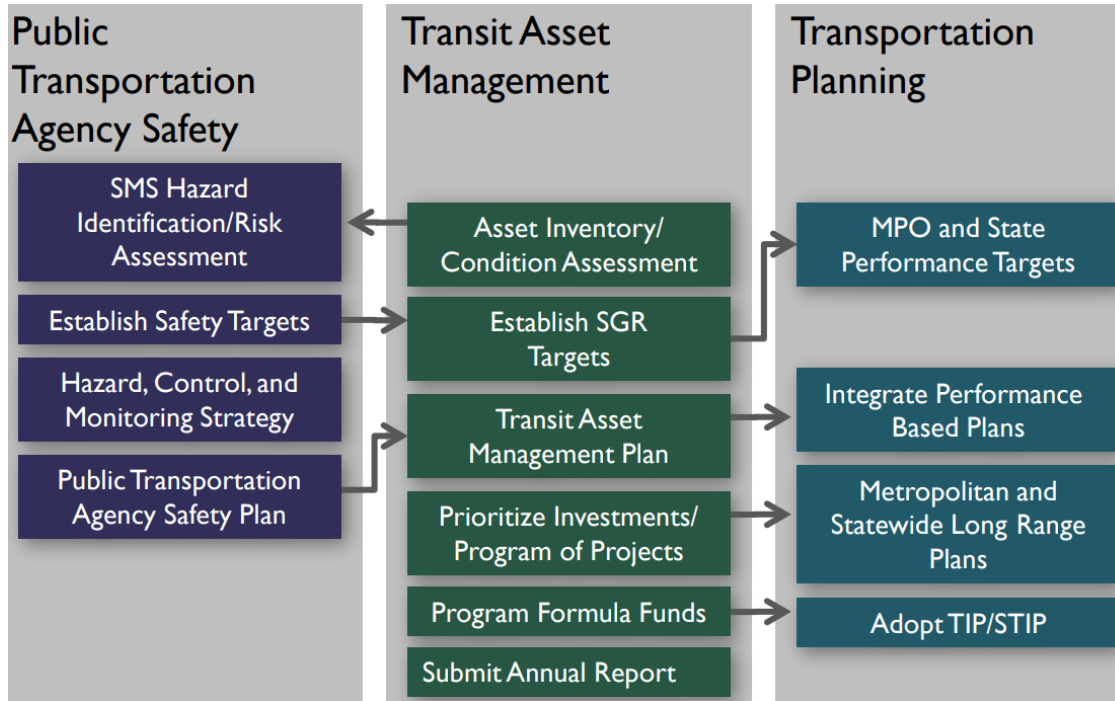 Public
Transportation
Agency Safety
SMS Hazard
Identification/Risk
Assessment
Establish Safety Targets
Hazard, Control, and
Monitoring Strategy
Public Transportation
Agency Safety Plan
Transit Asset
Management
Asset Inventory/
Condition Assessment
Establish SGR
Targets
Transit Asset
Management Plan
Prioritize Investments/
Program of Projects
Program Formula Funds
Submit Annual Report
Transportation
Planning
MPO and State
Performance Targets
Integrate Performance
Based Plans
Metropolitan and
Statewide Long Range
Plans
Adopt TIP/STIP